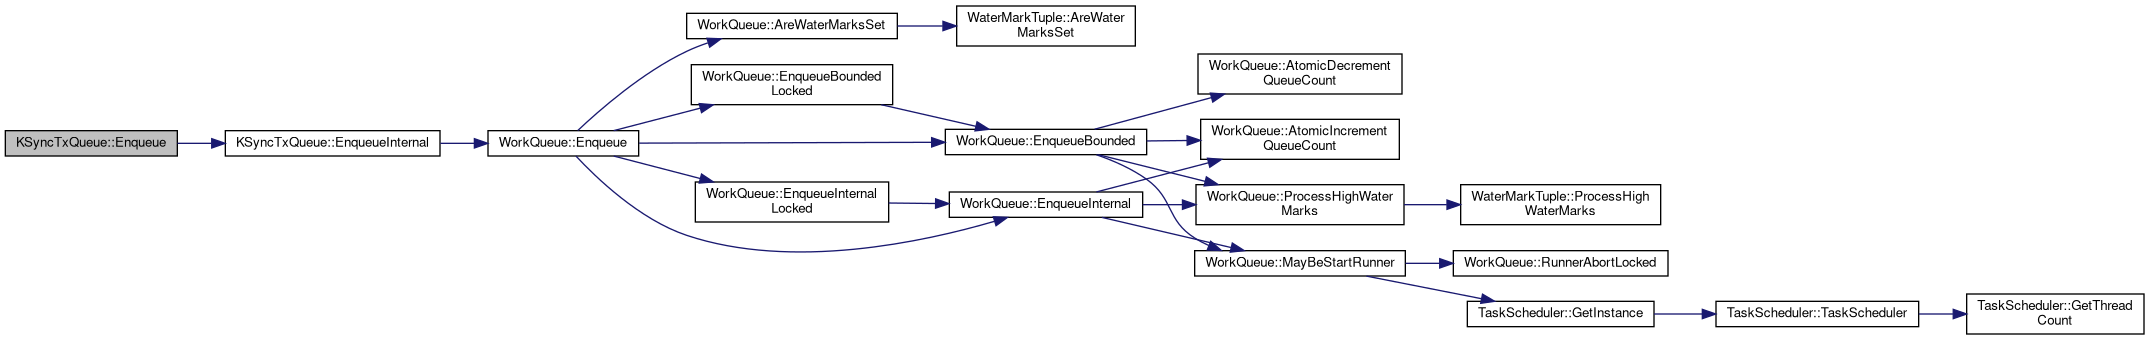 KSyncTxQueue::Enqueue
KSyncTxQueue::EnqueueInternal
WorkQueue::Enqueue
WorkQueue::AreWaterMarksSet
WaterMarkTuple::AreWater
MarksSet
WorkQueue::EnqueueBounded
Locked
WorkQueue::EnqueueBounded
WorkQueue::EnqueueInternal
Locked
WorkQueue::EnqueueInternal
WorkQueue::AtomicDecrement
QueueCount
WorkQueue::AtomicIncrement
QueueCount
WorkQueue::ProcessHighWater
Marks
WaterMarkTuple::ProcessHigh
WaterMarks
WorkQueue::MayBeStartRunner
WorkQueue::RunnerAbortLocked
TaskScheduler::GetInstance
TaskScheduler::TaskScheduler
TaskScheduler::GetThread
Count